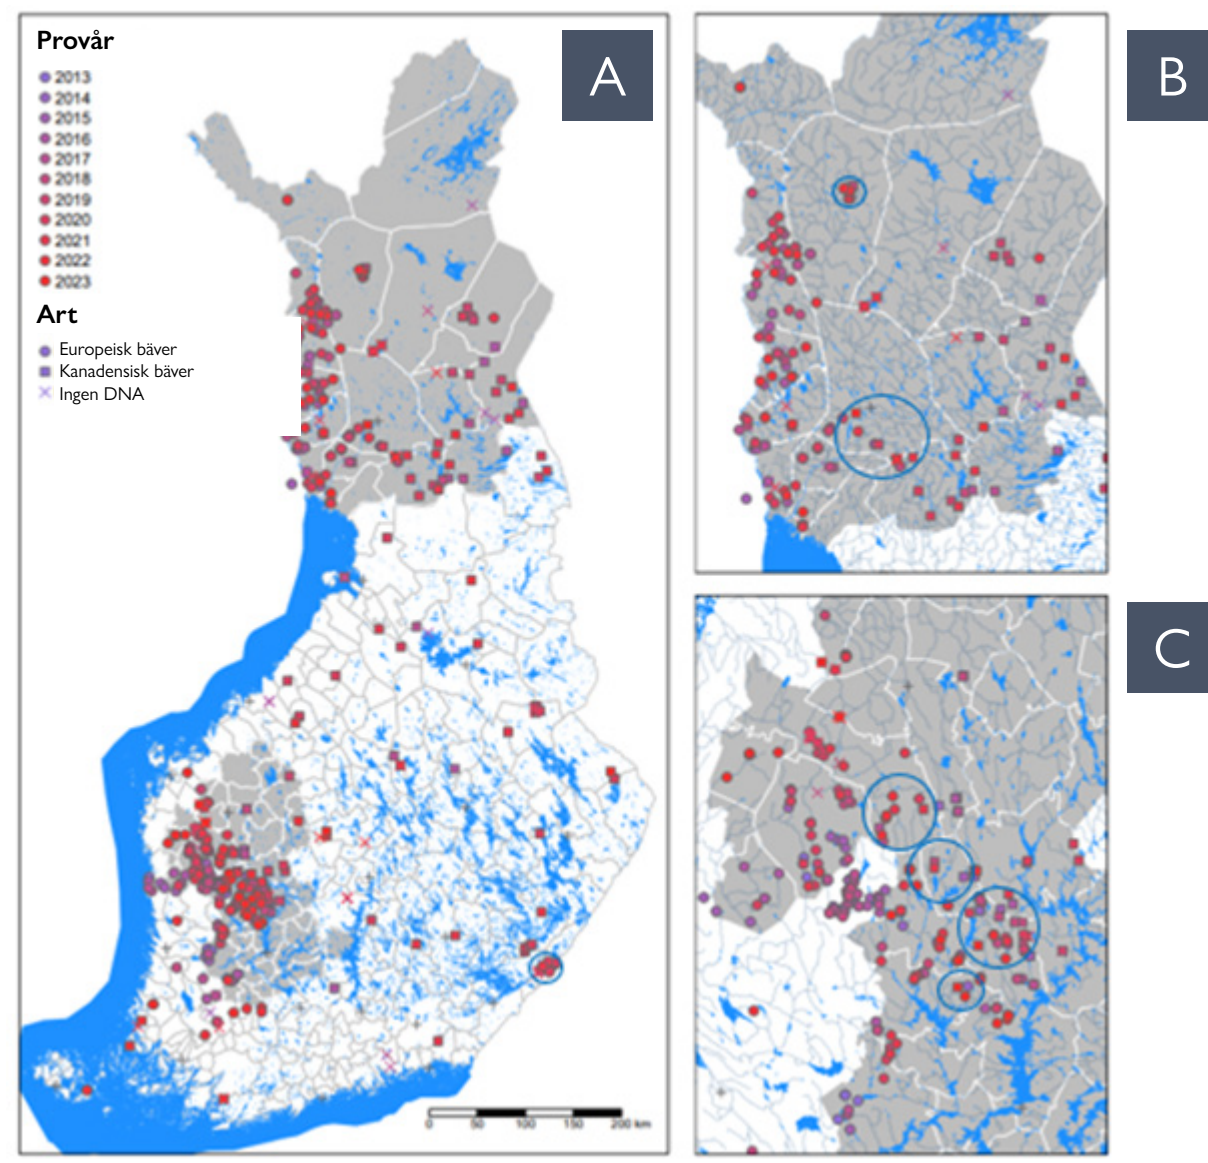 Provår
2013
2014
2015
2016
2017
2018
2019
2020
2021
2022
2023
Art
Europeisk bäver
Kanadensisk bäver
Ingen DNA
A
B
C
0 50 100 150 200 km